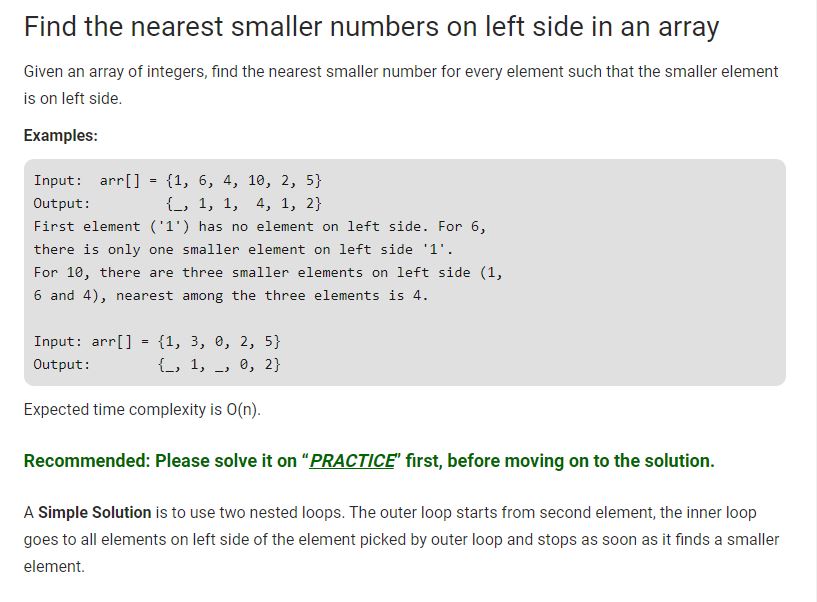 Find the nearest smaller numbers on left side in an array
Given an array of integers, find the nearest smaller number for every element such that the smaller element
is on left side.
Examples:
Input:  arr[] = {1, 6, 4, 10, 2, 5}
Output:         {_, 1, 1,  4, 1, 2}
First element ('1') has no element on left side. For 6,
there is only one smaller element on left side '1'.
For 10, there are three smaller elements on left side (1,
6 and 4), nearest among the three elements is 4.
Input: arr[] = {1, 3, 0, 2, 5}
Output:        {_, 1, _, 0, 2}
Expected time complexity is O(n).
Recommended: Please solve it on “PRACTICE” first, before moving on to the solution.
A Simple Solution is to use two nested loops. The outer loop starts from second element, the inner loop
goes to all elements on left side of the element picked by outer loop and stops as soon as it finds a smaller
element.